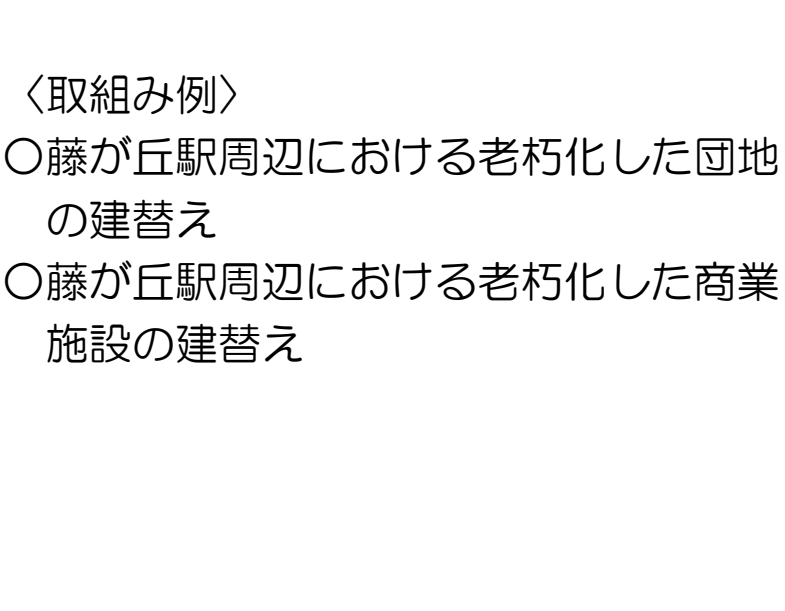 〈取組み例〉
〇藤が丘駅周辺における老朽化した団地
の建替え
〇藤が丘駅周辺における老朽化した商業
施設の建替え